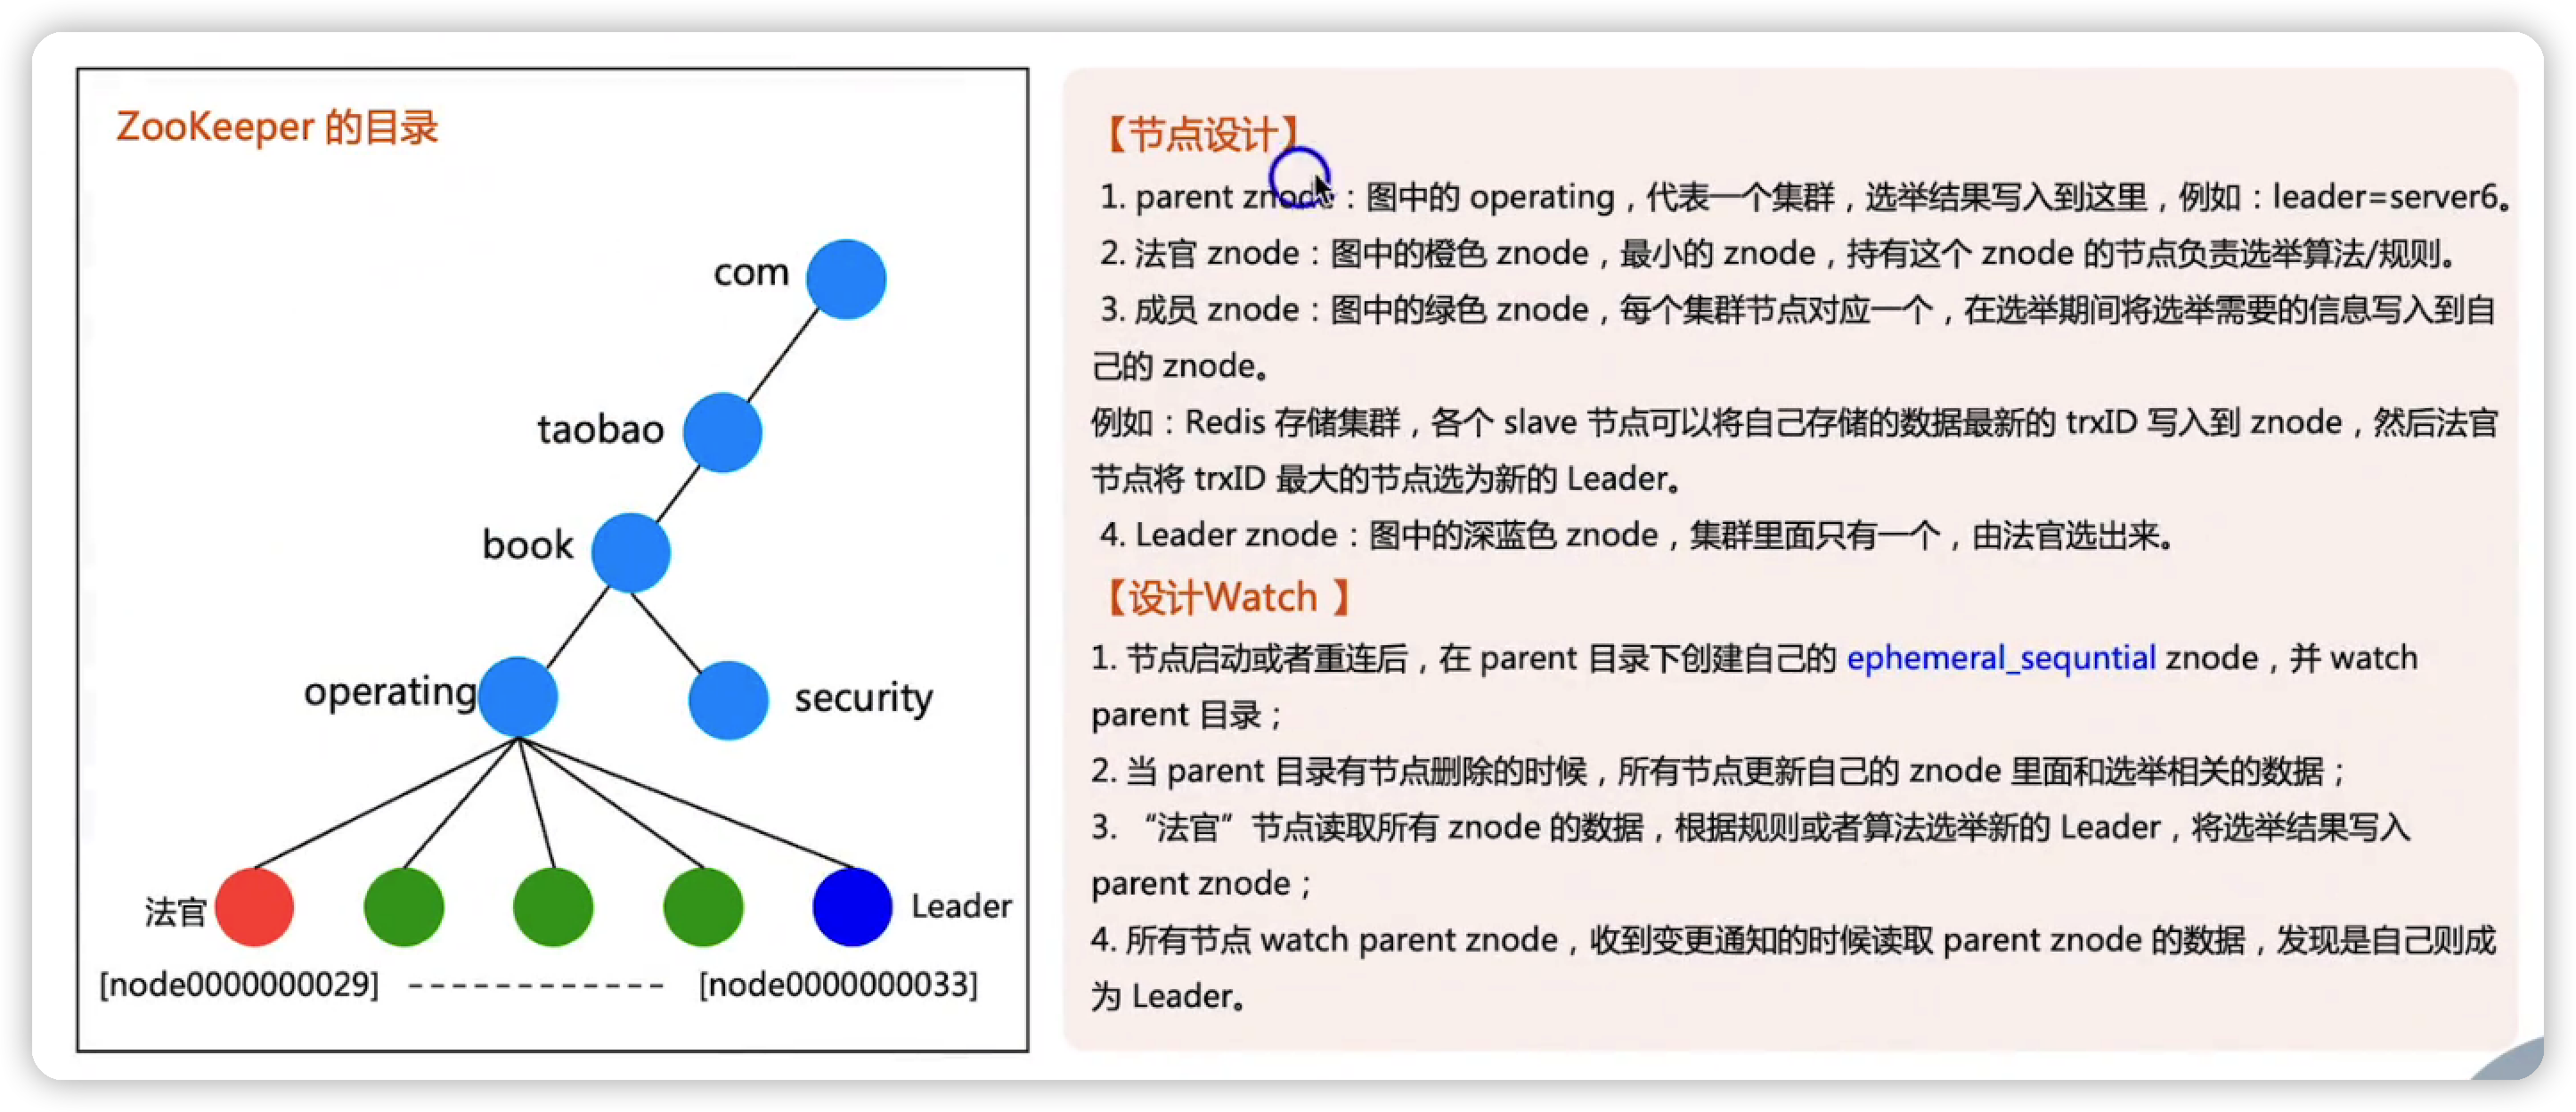 ZooKeeper 的目录
com
taobao
book
operating
security
法官
Leader
[node0000000029] ------------ [node0000000033]
【节点设计】
1. parent znode：图中的 operating，代表一个集群，选举结果写入到这里，例如：leader=server6。
2. 法官 znode：图中的橙色 znode，最小的 znode，持有这个 znode 的节点负责选举算法/规则。
3. 成员 znode：图中的绿色 znode，每个集群节点对应一个，在选举期间将选举需要的信息写入到自
己的 znode。
例如：Redis 存储集群，各个 slave 节点可以将自己存储的数据最新的 trxID 写入到 znode，然后法官
节点将 trxID 最大的节点选为新的 Leader。
4. Leader znode：图中的深蓝色 znode，集群里面只有一个，由法官选出来。
【设计Watch 】
1. 节点启动或者重连后，在 parent 目录下创建自己的 ephemeral_sequntial znode，并 watch
parent 目录；
2. 当 parent 目录有节点删除的时候，所有节点更新自己的 znode 里面和选举相关的数据；
3. “法官”节点读取所有 znode 的数据，根据规则或者算法选举新的 Leader，将选举结果写入
parent znode；
4. 所有节点 watch parent znode，收到变更通知的时候读取 parent znode 的数据，发现是自己则成
为 Leader。